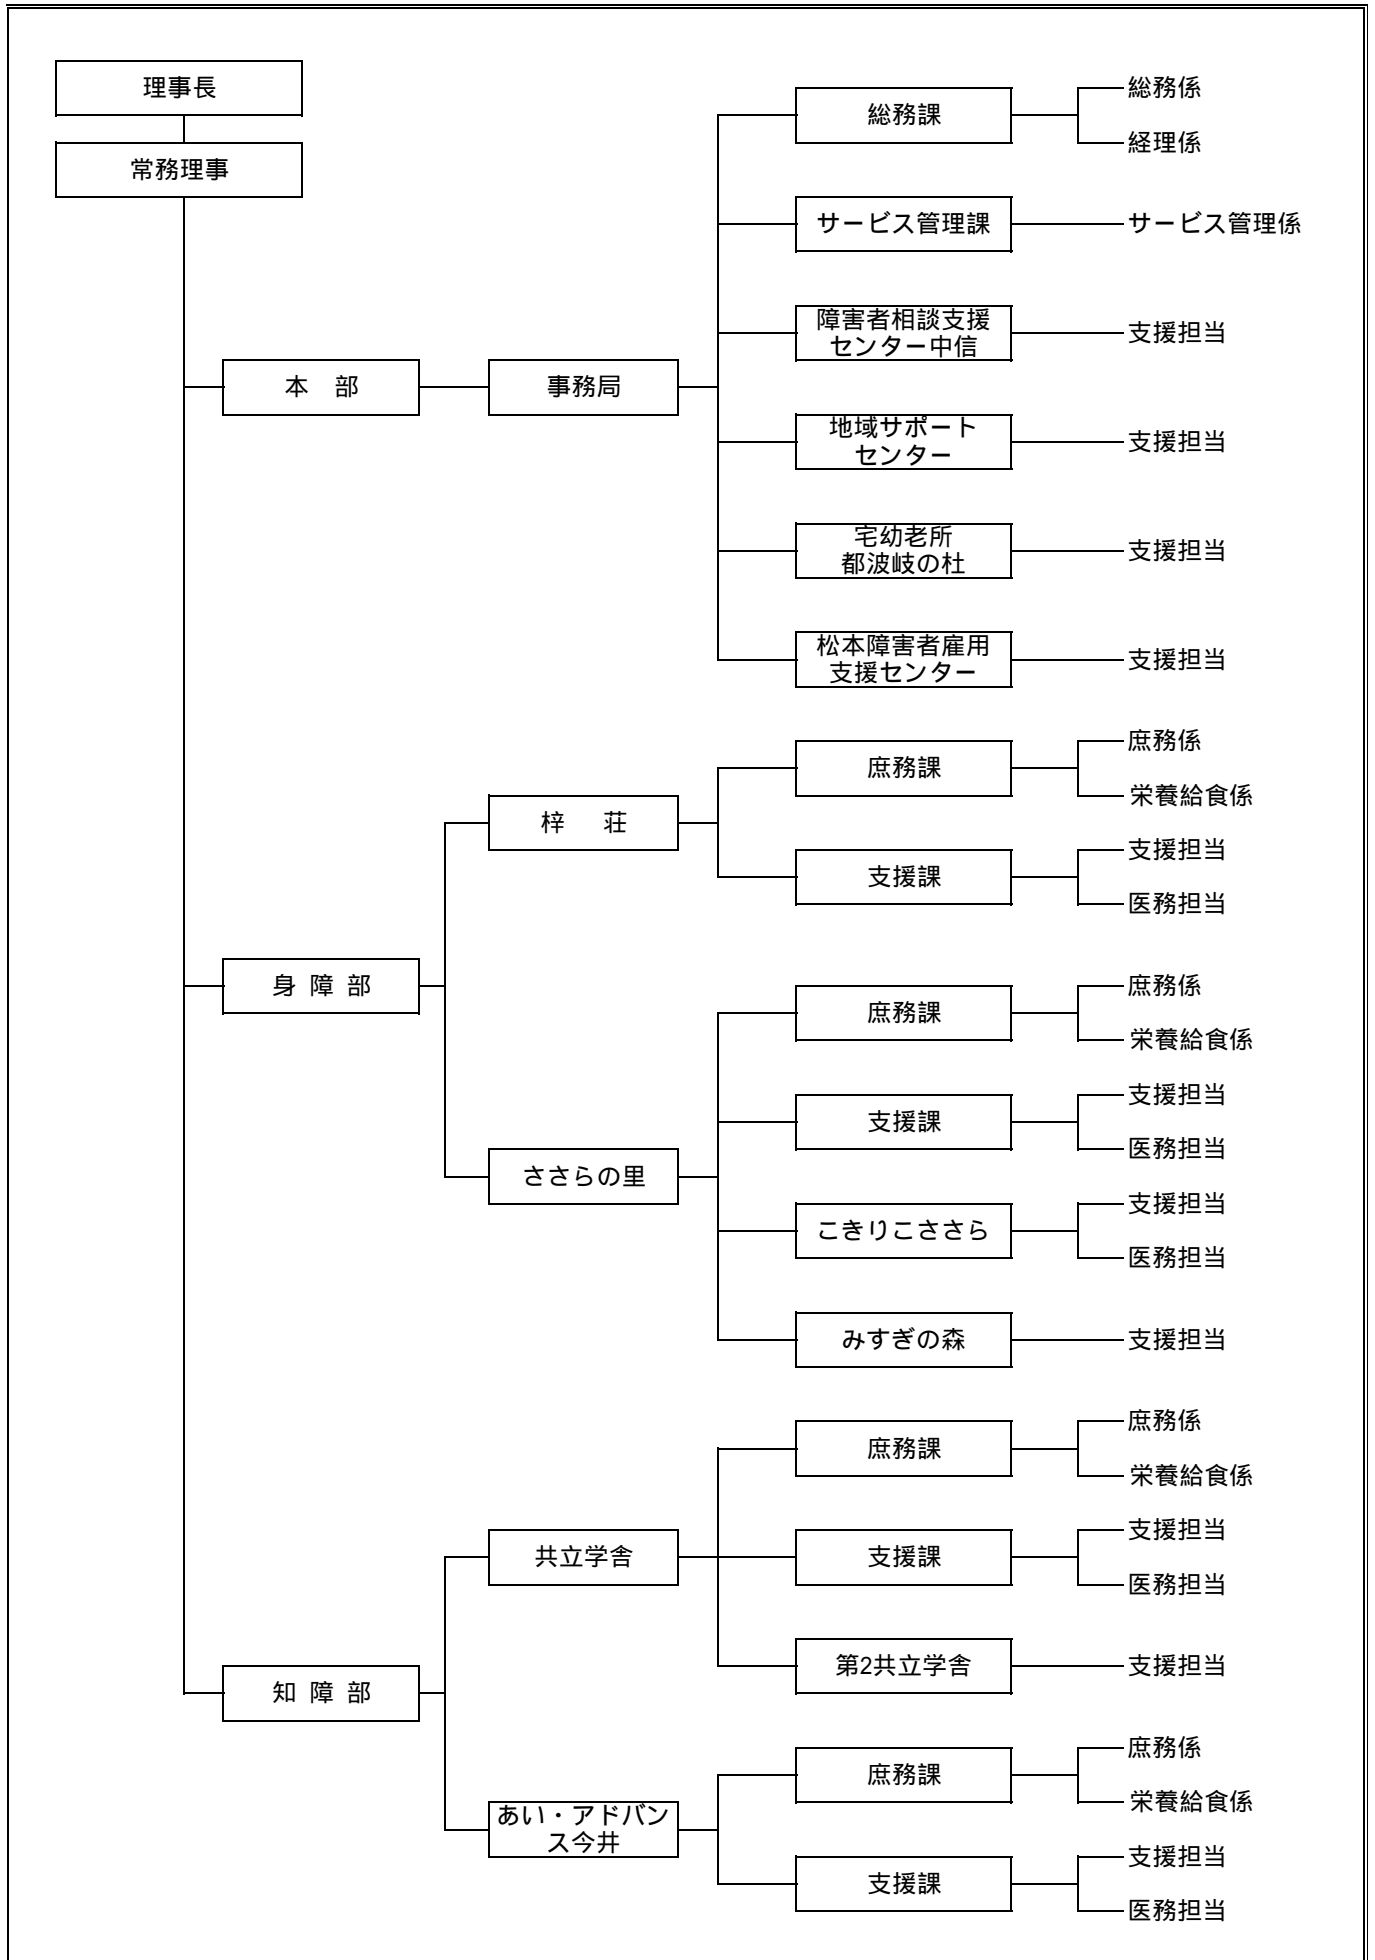 理事長
常務理事
総務課
総務係
経理係
サービス管理課
サービス管理係
障害者相談支援
センター中信
支援担当
本　部
事務局
地域サポート
センター
支援担当
宅幼老所
都波岐の杜
支援担当
松本障害者雇用
支援センター
支援担当
庶務課
庶務係
栄養給食係
梓　荘
支援課
支援担当
医務担当
身 障 部
庶務課
庶務係
栄養給食係
支援課
支援担当
医務担当
ささらの里
こきりこささら
支援担当
医務担当
みすぎの森
支援担当
庶務課
庶務係
栄養給食係
共立学舎
支援課
支援担当
医務担当
第2共立学舎
支援担当
知 障 部
庶務課
庶務係
栄養給食係
あい・アドバン
ス今井
支援課
支援担当
医務担当